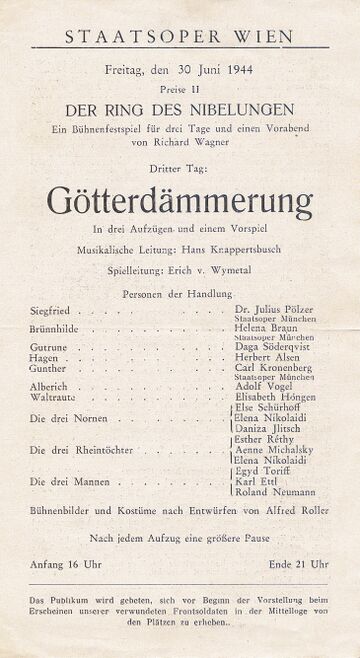 STAATSOPER WIEN
Freitag, den 30 Juni 1944
Preise II
DER RING DES NIBELUNGEN
Ein Bühnenfestspiel für drei Tage und einen Vorabend
von Richard Wagner
Dritter Tag:
Götterdämmerung
In drei Aufzügen und einem Vorspiel
Musikalische Leitung: Hans Knappertsbusch
Spielleitung: Erich v. Wymetal
Personen der Handlung
Siegfried . . . . . . . . . . . Dr. Julius Pölzer
Staatsoper München
Brünnhilde . . . . . . . . . . . Helena Braun
Staatsoper München
Gutrune . . . . . . . . . . . Daga Söderqvist
Hagen . . . . . . . . . . . Herbert Alsen
Gunther . . . . . . . . . . . Carl Kronenberg
Staatsoper München
Alberich . . . . . . . . . . . Adolf Vogel
Waltraute . . . . . . . . . . . Elisabeth Höngen
Else Schürhoff
Die drei Nornen . . . . . . . . . Elena Nikolaidi
Daniza Jlitsch
Esther Réthy
Die drei Rheintöchter . . . . . . . Aenne Michalsky
Elena Nikolaidi
Egyd Toriff
Die drei Mannen . . . . . . . . . Karl Ettl
Roland Neumann
Bühnenbilder und Kostüme nach Entwürfen von Alfred Roller
Nach jedem Aufzug eine größere Pause
Anfang 16 Uhr Ende 21 Uhr
Das Publikum wird gebeten, sich vor Beginn der Vorstellung beim
Erscheinen unserer verwundeten Frontsoldaten in der Mittelloge von
den Plätzen zu erheben..